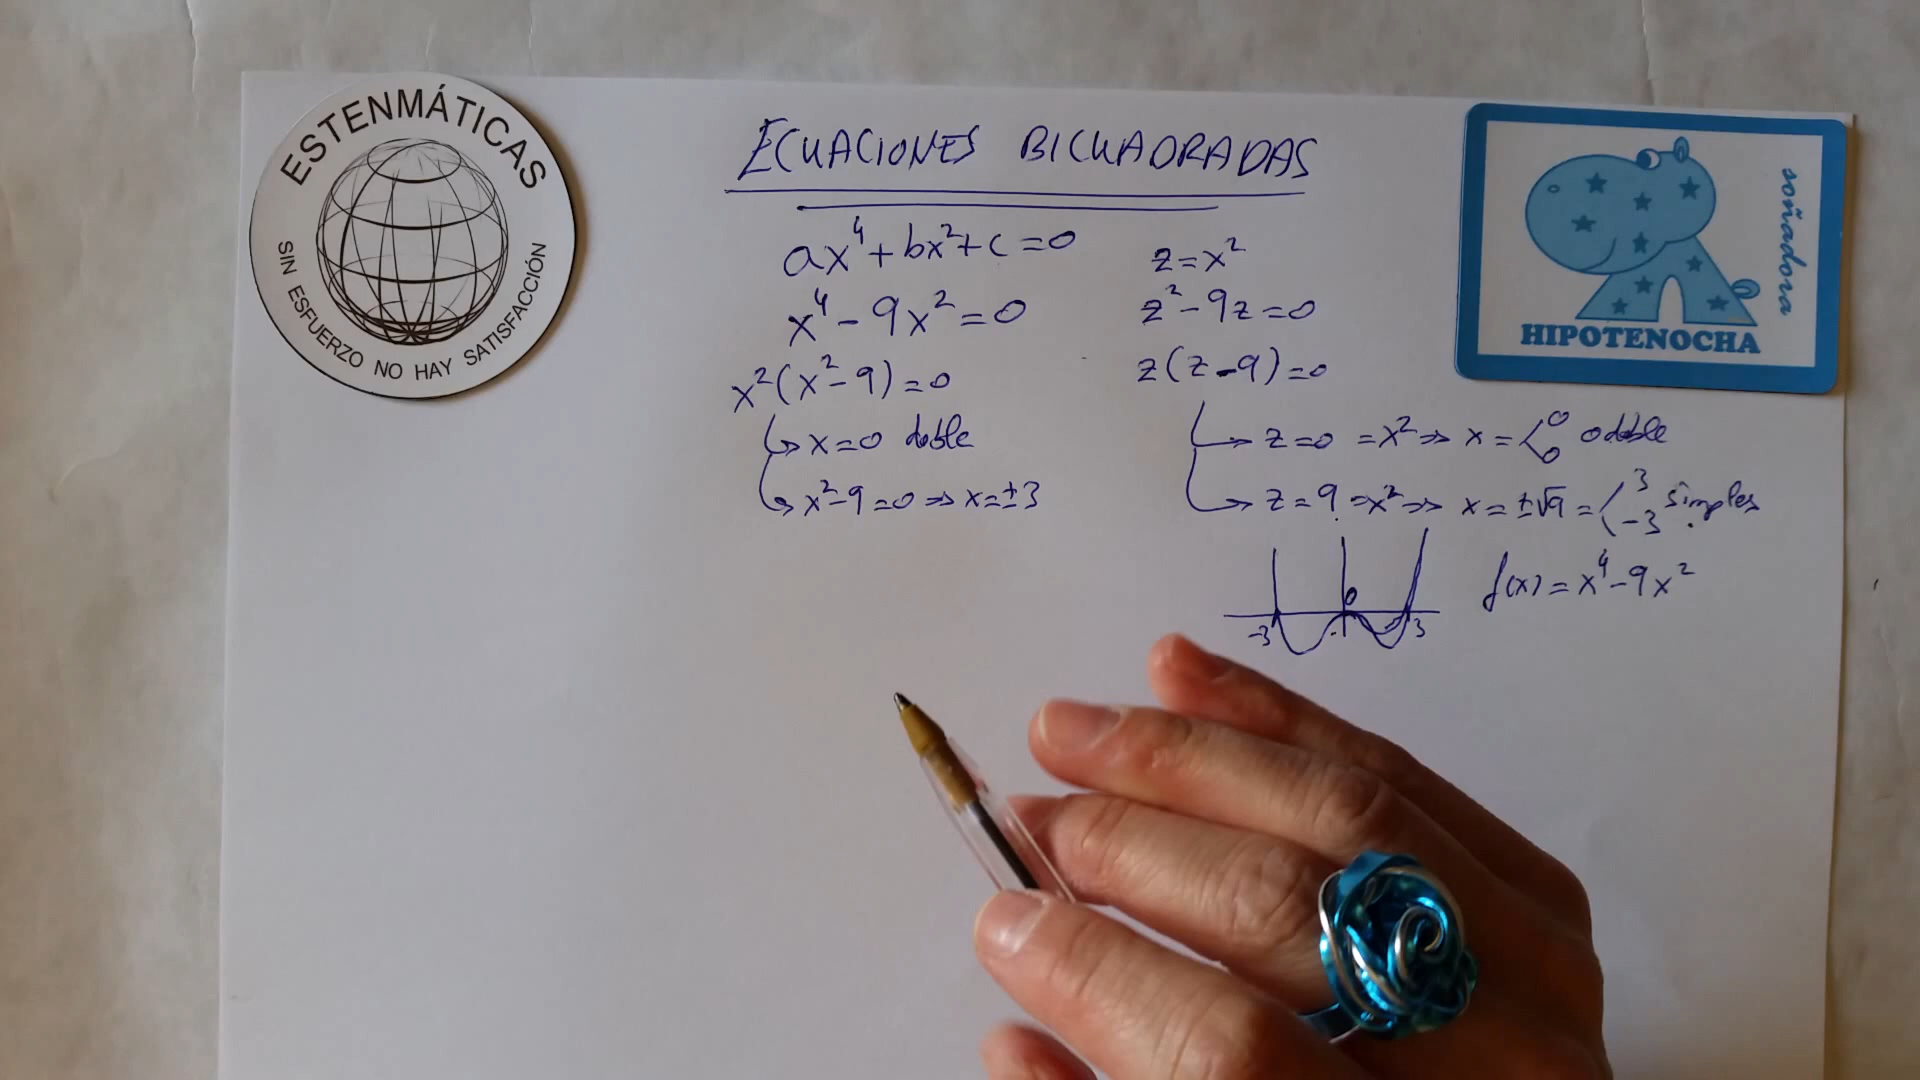 ESTENMÁTICAS
SIN ESFUERZO NO HAY SATISFACCIÓN
ECUACIONES BICUADRADAS
soñadora
HIPOTENOCHA
ax⁴+bx²+c=0
x⁴-9x²=0
x²(x²-9)=0
x=0 doble
x²-9=0⇒x=±3
z=x²
z²-9z=0
z(z-9)=0
z=0=x²⇒x=<0 0 0 doble
z=9=x²⇒x=±√9=<3 -3 simples
f(x)=x⁴-9x²
0
-3 3